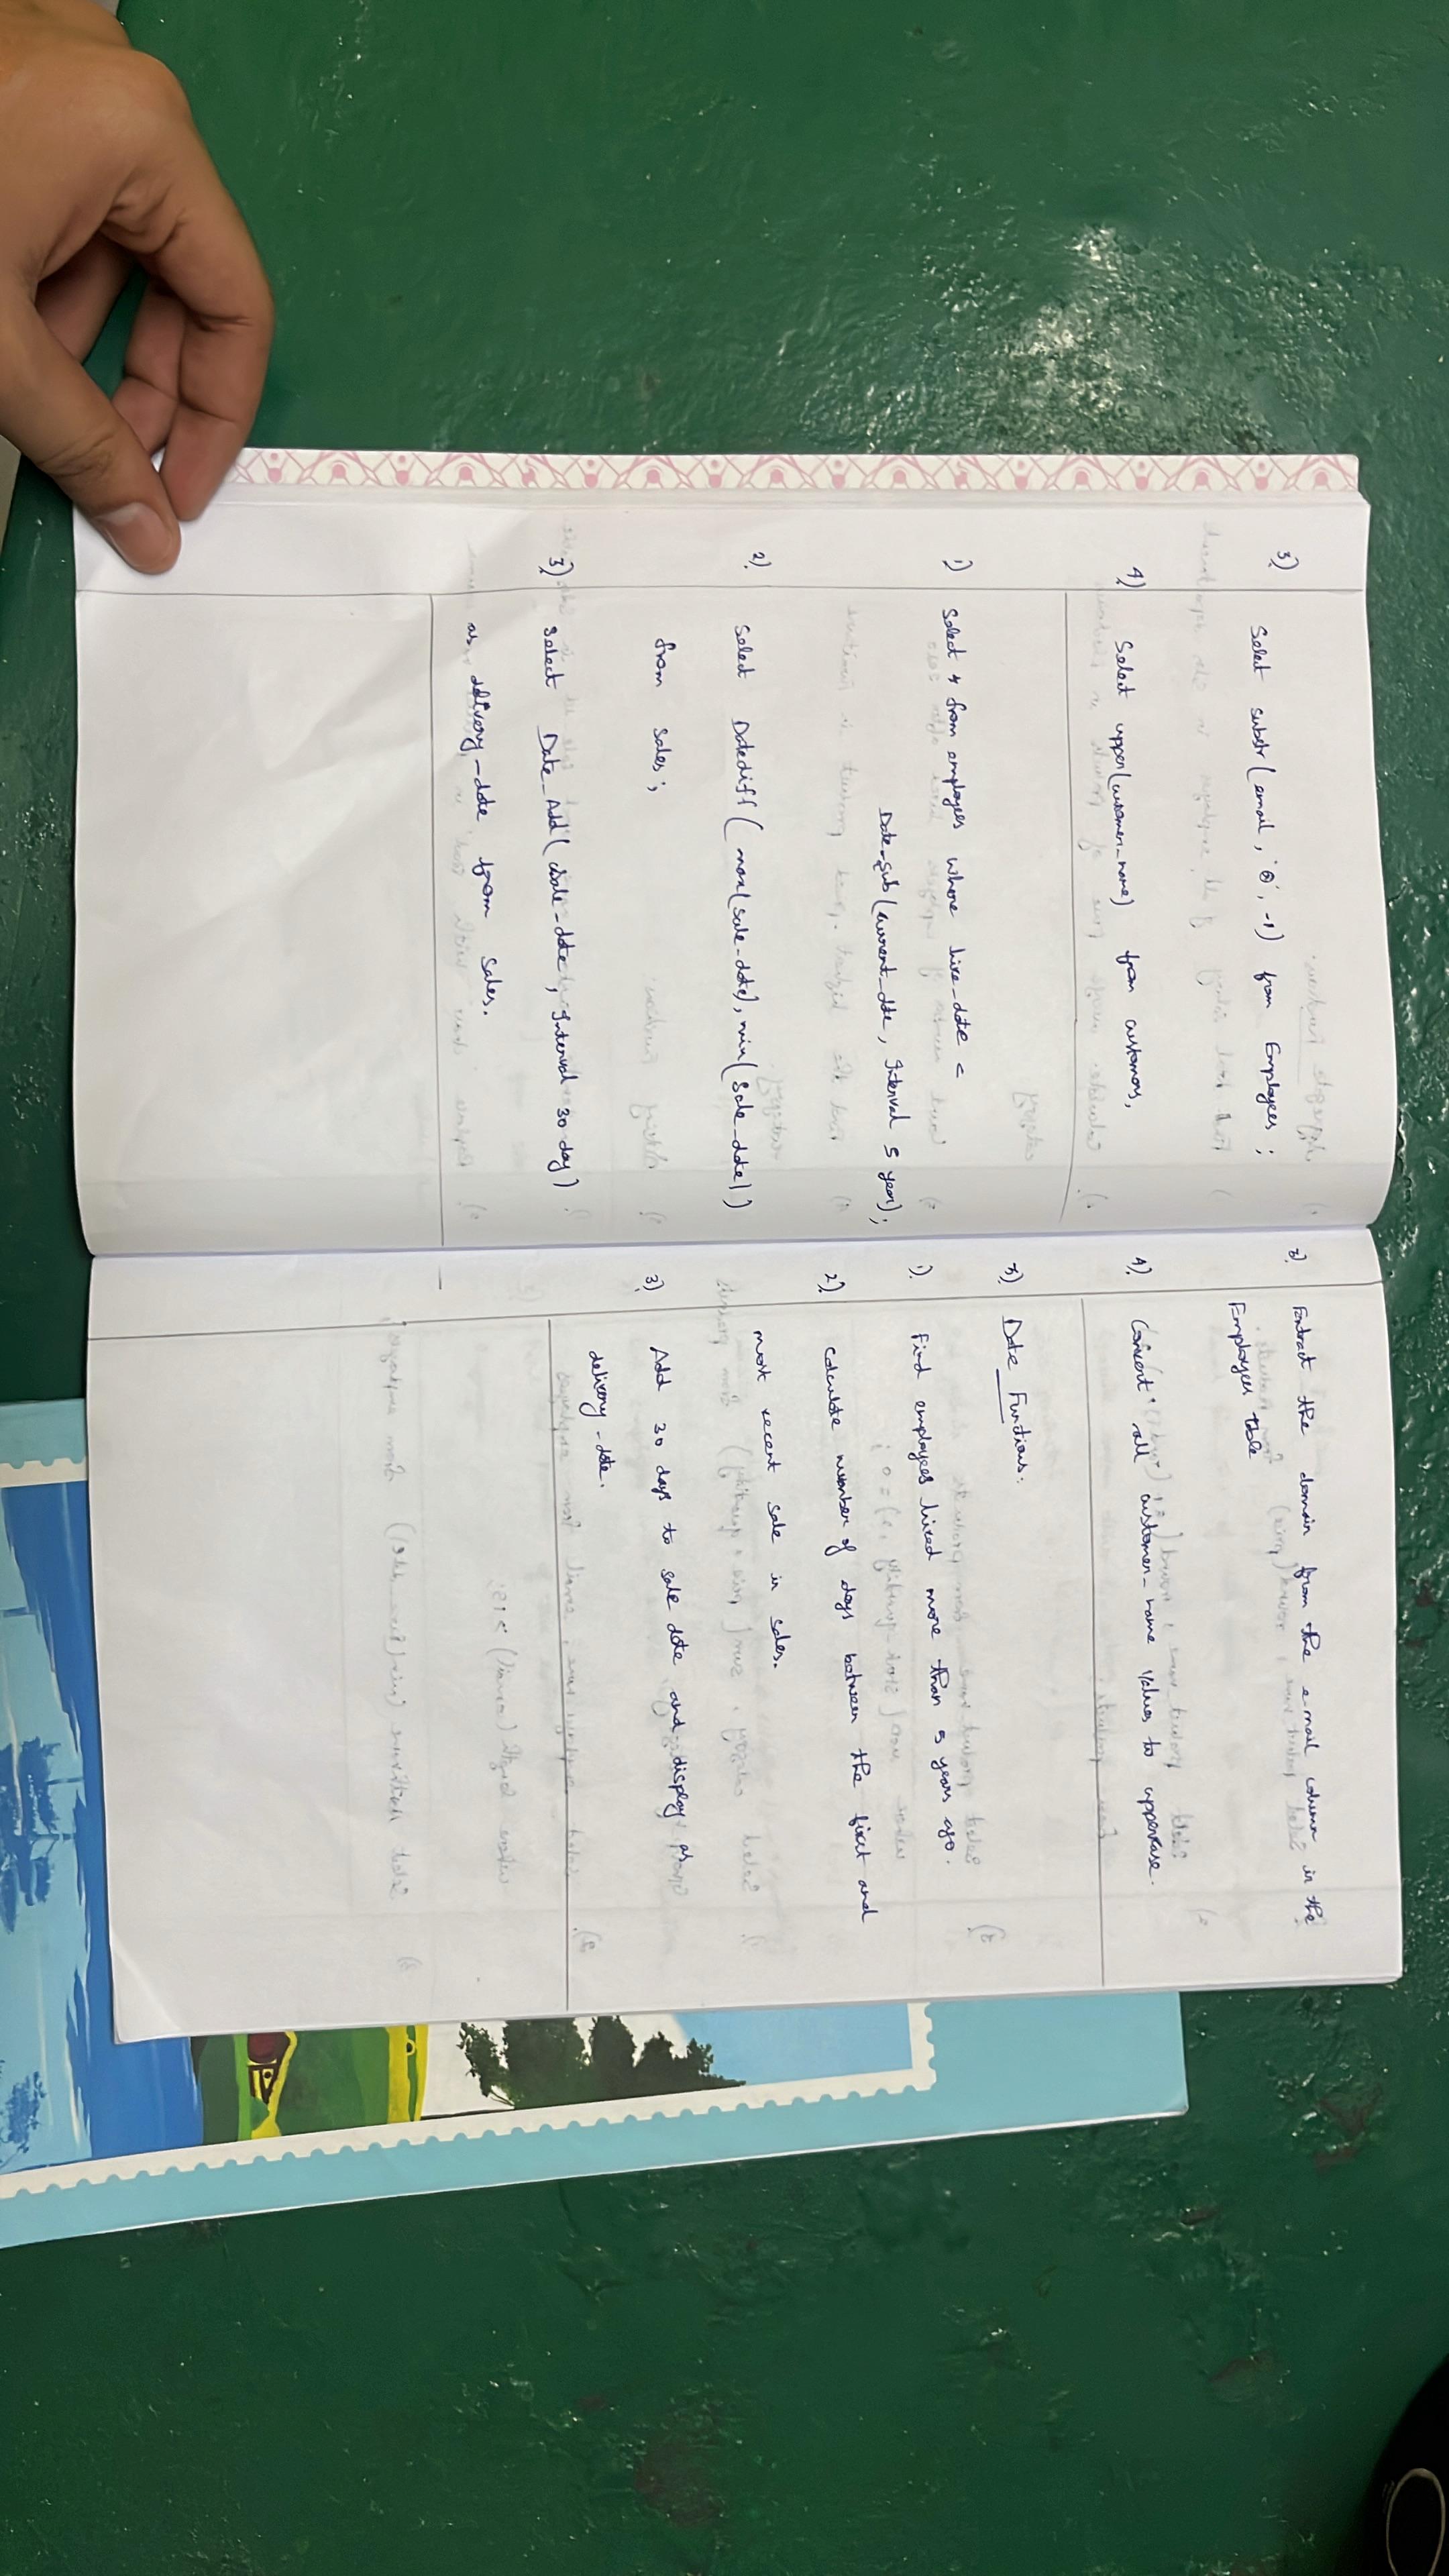 3)
Select substr(email, '@', -1) from Employees;
4) Select upper(customer_name) from customers,
1) Select * from employees where hire_date <
Date_sub(current_date, Interval 5 year);
2) Select Datediff(max(sale_date), min(sale_date))
from sales;
3) Select Date_Add(sale_date, Interval 30 day)
as delivery_date from sales.
3) Extract the domain from the e-mail column in the
Employees table
4) Convert all customer_name values to uppercase.
Date Functions:
1) Find employees hired more than 5 years ago.
2) Calculate number of days between the first and
most recent sale in sales.
3) Add 30 days to sale date and display as
delivery_date.